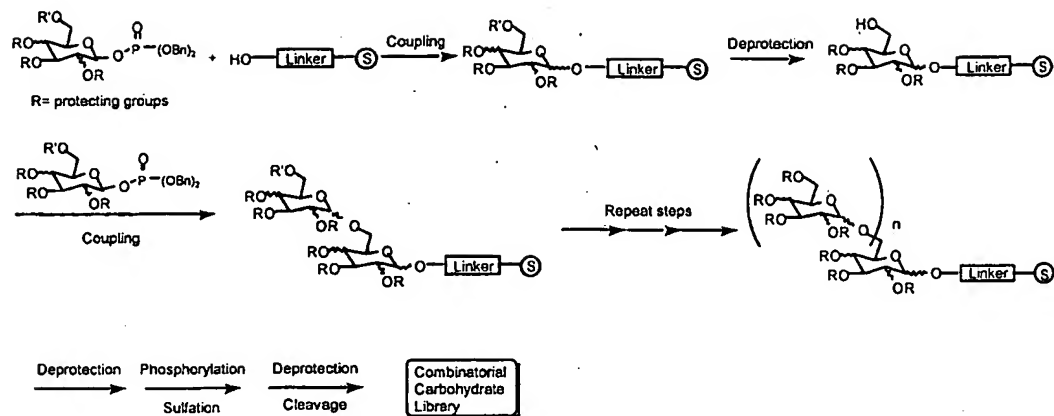 R'O
O
RO
RO
OR
O
P
O
(OBn)2
+
HO
Linker
S
Coupling
R'O
O
RO
RO
OR
O
Linker
S
Deprotection
HO
O
RO
RO
OR
O
Linker
S
R= protecting groups
R'O
O
RO
RO
OR
O
P
O
(OBn)2
Coupling
R'O
O
RO
RO
OR
O
O
RO
RO
OR
O
Linker
S
Repeat steps
RO
O
RO
RO
OR
n
O
O
RO
RO
OR
O
Linker
S
Deprotection
Phosphorylation
Sulfation
Deprotection
Cleavage
Combinatorial
Carbohydrate
Library